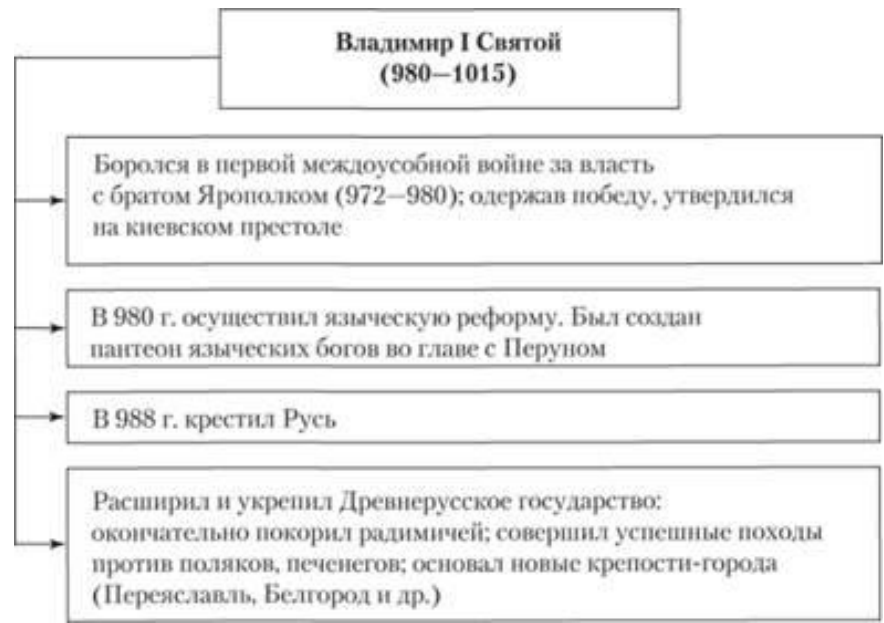 Владимир I Святой
(980—1015)
Боролся в первой междоусобной войне за власть
с братом Ярополком (972—980); одержав победу, утвердился
на киевском престоле
В 980 г. осуществил языческую реформу. Был создан
пантеон языческих богов во главе с Перуном
В 988 г. крестил Русь
Расширил и укрепил Древнерусское государство:
окончательно покорил радимичей; совершил успешные походы
против поляков, печенегов; основал новые крепости-города
(Переяславль, Белгород и др.)